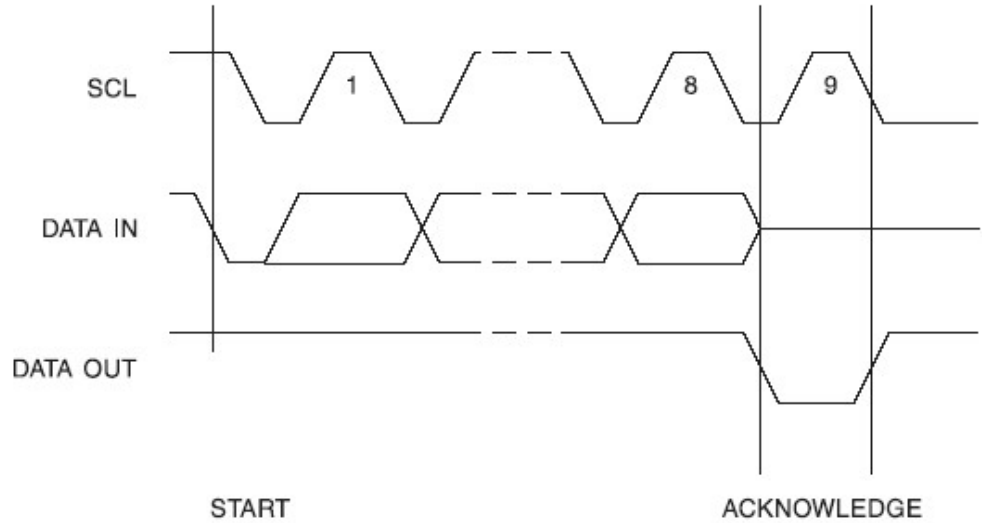 SCL
1
8
9
DATA IN
DATA OUT
START
ACKNOWLEDGE